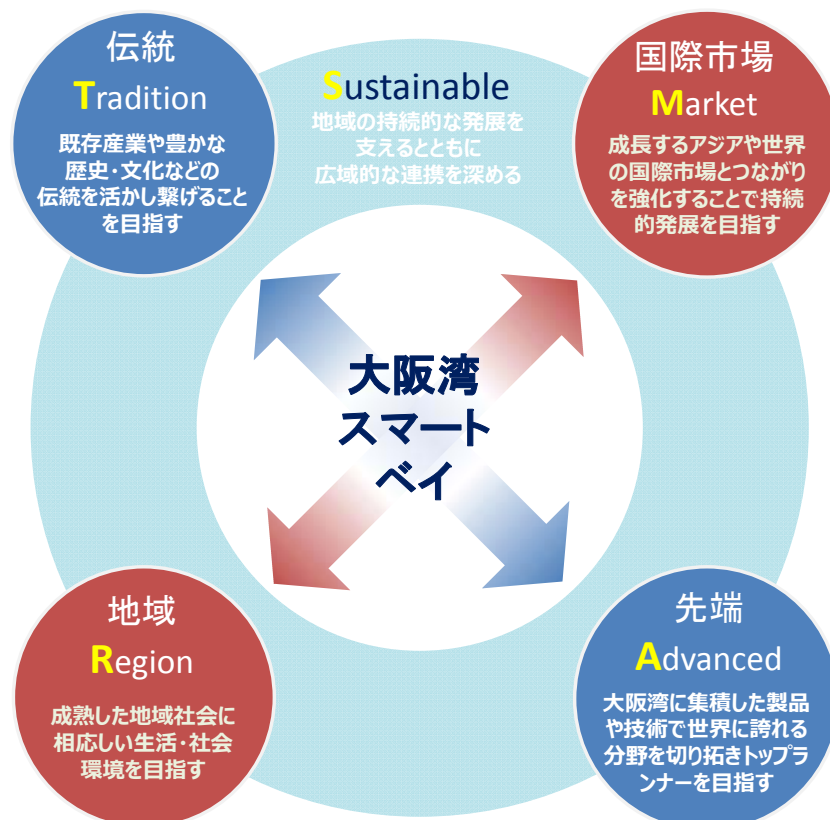 伝統
Tradition
既存産業や豊かな
歴史・文化などの
伝統を活かし繋げること
を目指す
Sustainable
地域の持続的な発展を
支えるとともに
広域的な連携を深める
国際市場
Market
成長するアジアや世界
の国際市場とつながり
を強化することで持続
的発展を目指す
大阪湾
スマート
ベイ
地域
Region
成熟した地域社会に
相応しい生活・社会
環境を目指す
先端
Advanced
大阪湾に集積した製品
や技術で世界に誇れる
分野を切り拓きトップラ
ンナーを目指す